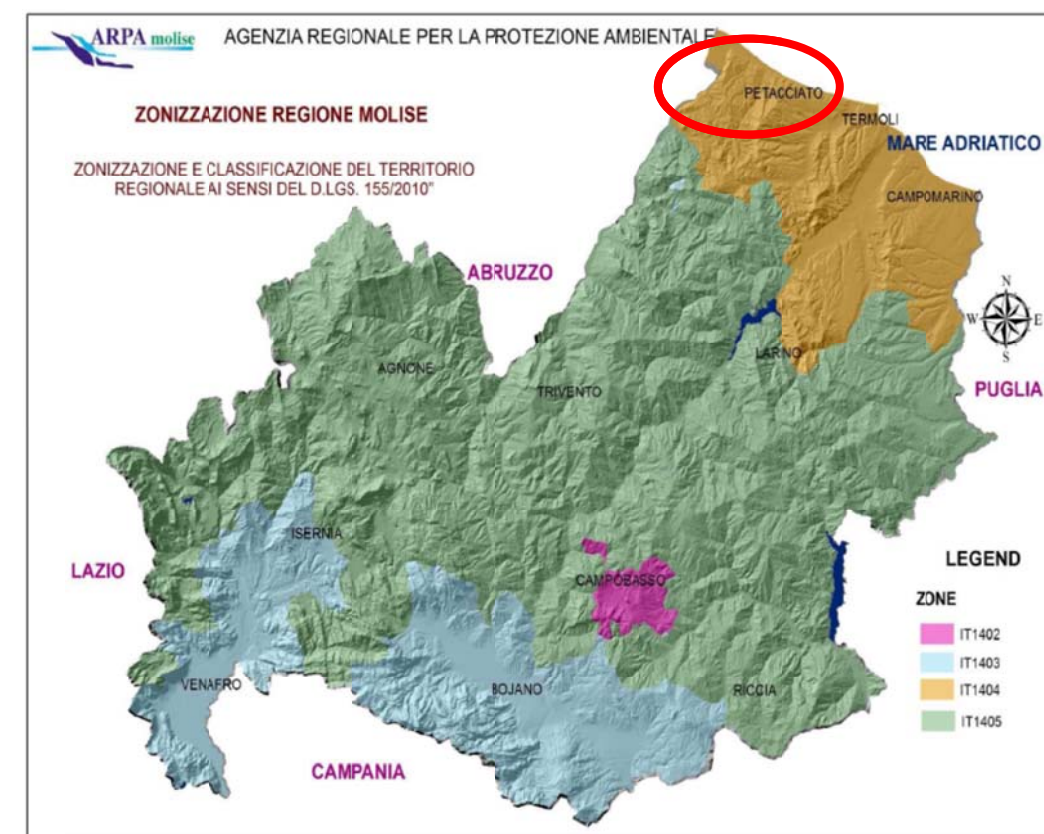 ARPA molise AGENZIA REGIONALE PER LA PROTEZIONE AMBIENTALE
ZONIZZAZIONE REGIONE MOLISE
ZONIZZAZIONE E CLASSIFICAZIONE DEL TERRITORIO
REGIONALE AI SENSI DEL D.LGS. 155/2010"
PETACCIATO
TERMOLI
MARE ADRIATICO
CAMPOMARINO
ABRUZZO
N
W E
S
LARINO
AGNONE
TRIVENTO
PUGLIA
ISERNIA
LAZIO
CAMPOBASSO
LEGEND
ZONE
IT1402
IT1403
IT1404
IT1405
VENAFRO
BOJANO
RICCIA
CAMPANIA